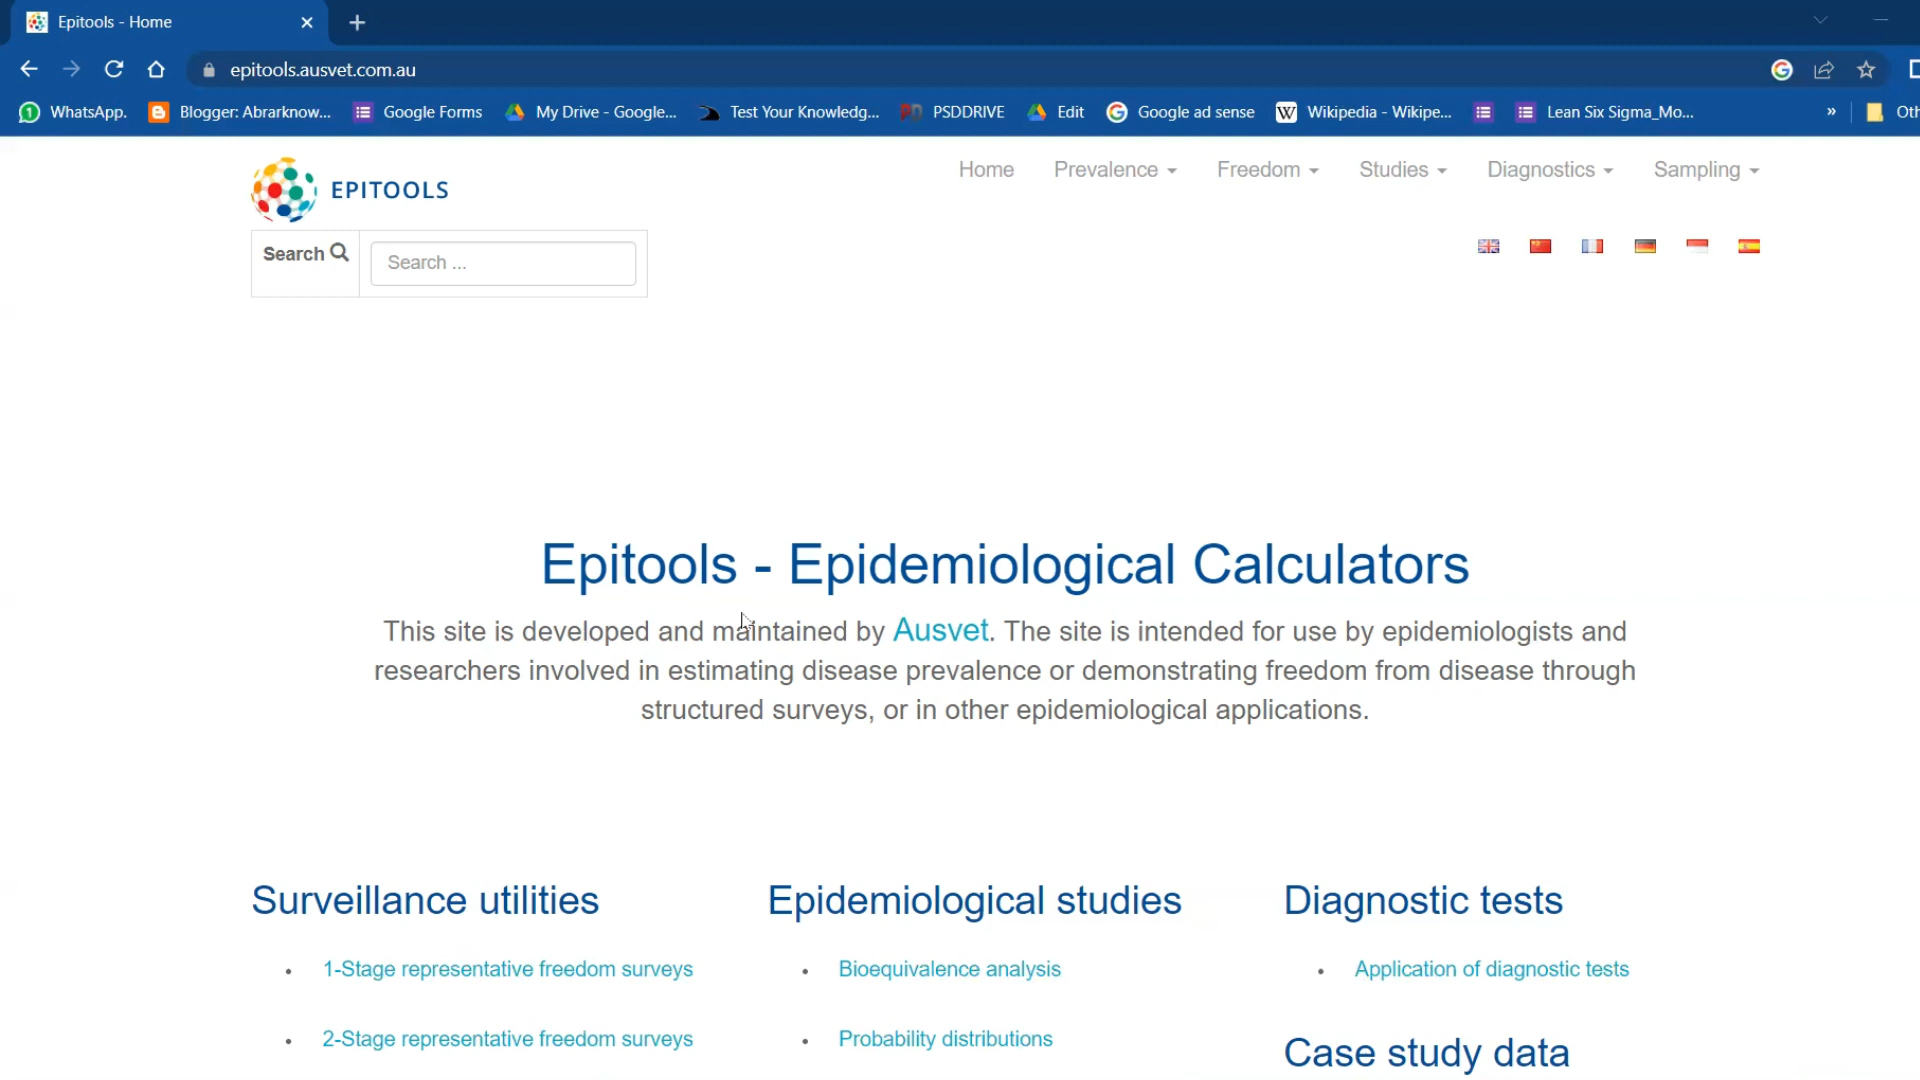 Epitools - Home
epitools.ausvet.com.au
WhatsApp.
Blogger: Abrarknow...
Google Forms
My Drive - Google...
Test Your Knowledg...
PSDDRIVE
Edit
Google ad sense
Wikipedia - Wikipe...
Lean Six Sigma_Mo...
»
Oth
EPITOOLS
Home
Prevalence
Freedom
Studies
Diagnostics
Sampling
Search
Search ...
Epitools - Epidemiological Calculators
This site is developed and maintained by Ausvet. The site is intended for use by epidemiologists and
researchers involved in estimating disease prevalence or demonstrating freedom from disease through
structured surveys, or in other epidemiological applications.
Surveillance utilities
• 1-Stage representative freedom surveys
• 2-Stage representative freedom surveys
Epidemiological studies
• Bioequivalence analysis
• Probability distributions
Diagnostic tests
• Application of diagnostic tests
Case study data